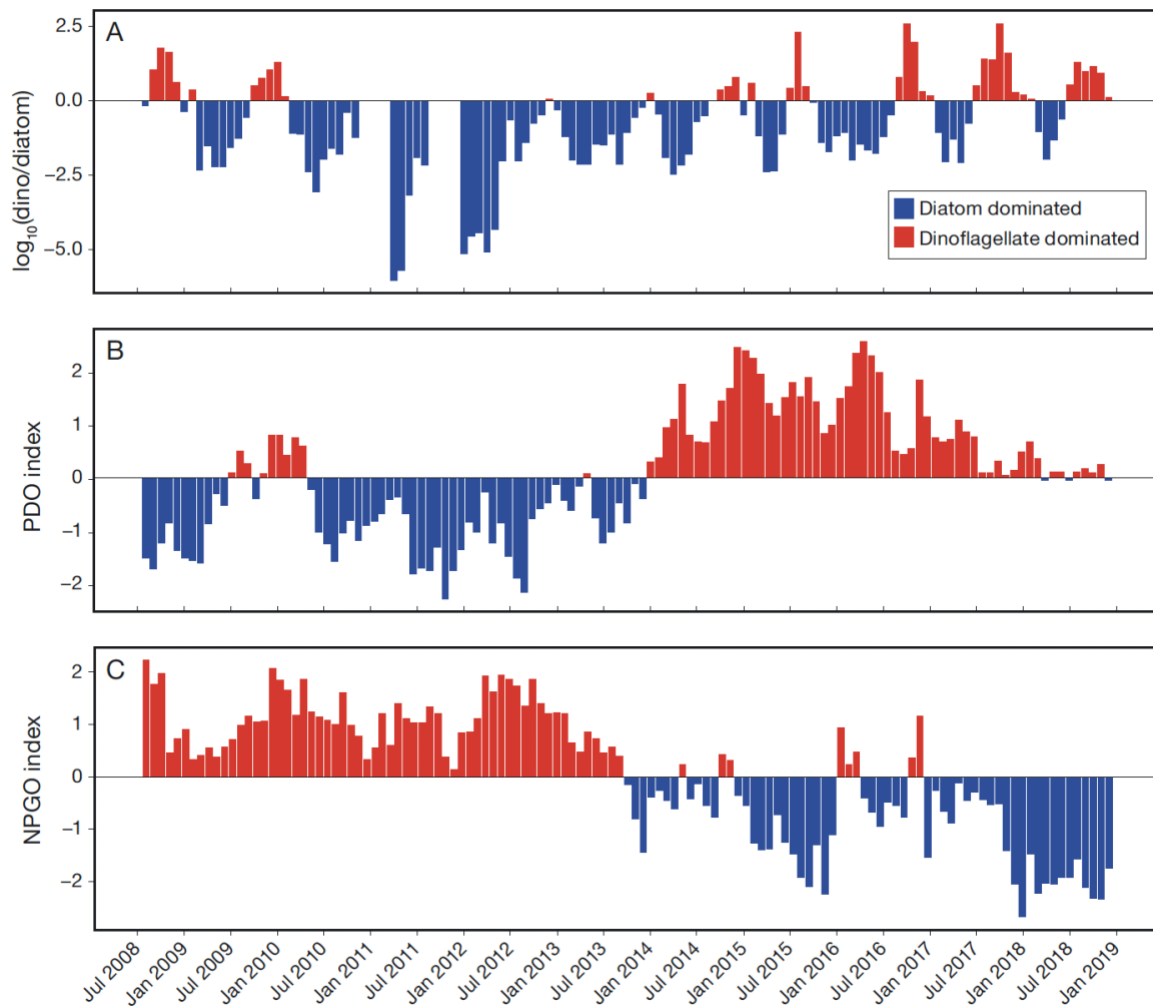 A
2.5
0.0
−2.5
−5.0
log10(dino/diatom)
Diatom dominated
Dinoflagellate dominated
B
2
1
0
−1
−2
PDO index
C
2
1
0
−1
−2
NPGO index
Jul 2008
Jan 2009
Jul 2009
Jan 2010
Jul 2010
Jan 2011
Jul 2011
Jan 2012
Jul 2012
Jan 2013
Jul 2013
Jan 2014
Jul 2014
Jan 2015
Jul 2015
Jan 2016
Jul 2016
Jan 2017
Jul 2017
Jan 2018
Jul 2018
Jan 2019